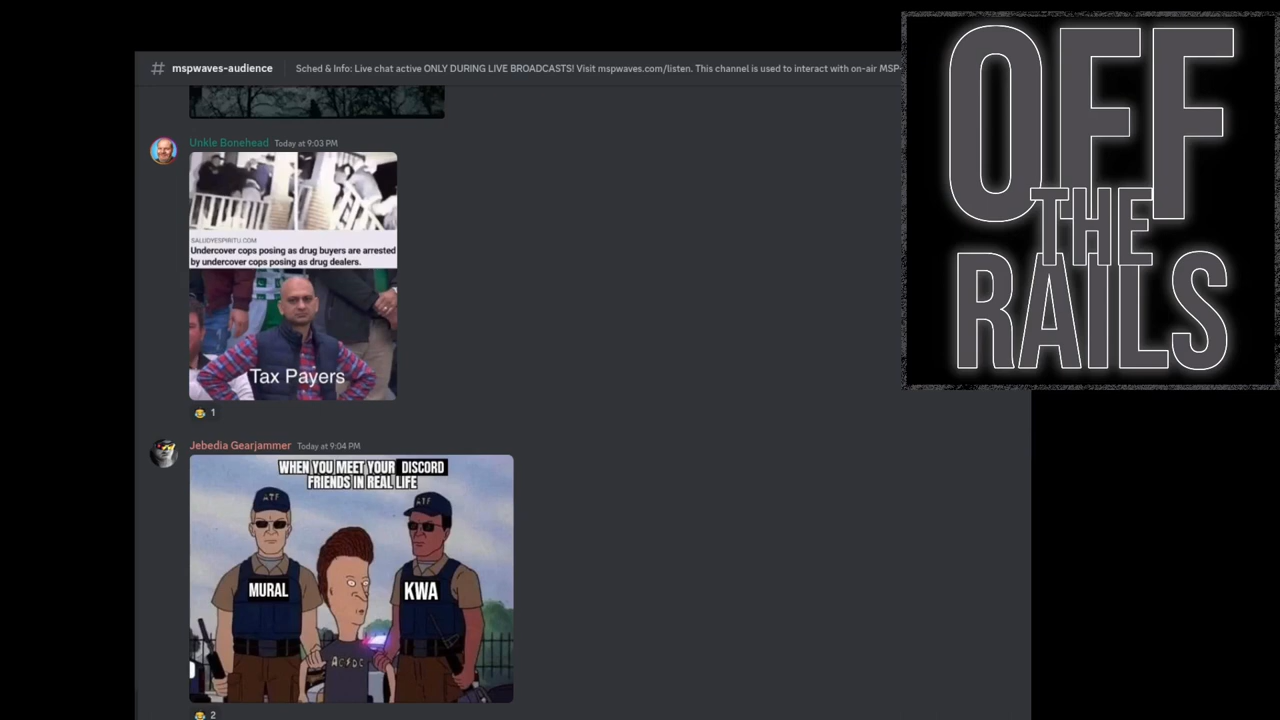 # mspwaves-audience
Sched & Info: Live chat active ONLY DURING LIVE BROADCASTS! Visit mspwaves.com/listen. This channel is used to interact with on-air MSP-
OFF
THE
RAILS
Unkle Bonehead Today at 9:03 PM
SALUDYESPIRITU.COM
Undercover cops posing as drug buyers are arrested
by undercover cops posing as drug dealers.
Tax Payers
1
Jebedia Gearjammer Today at 9:04 PM
WHEN YOU MEET YOUR DISCORD
FRIENDS IN REAL LIFE
ATF
ATF
MURAL
KWA
AC/DC
2